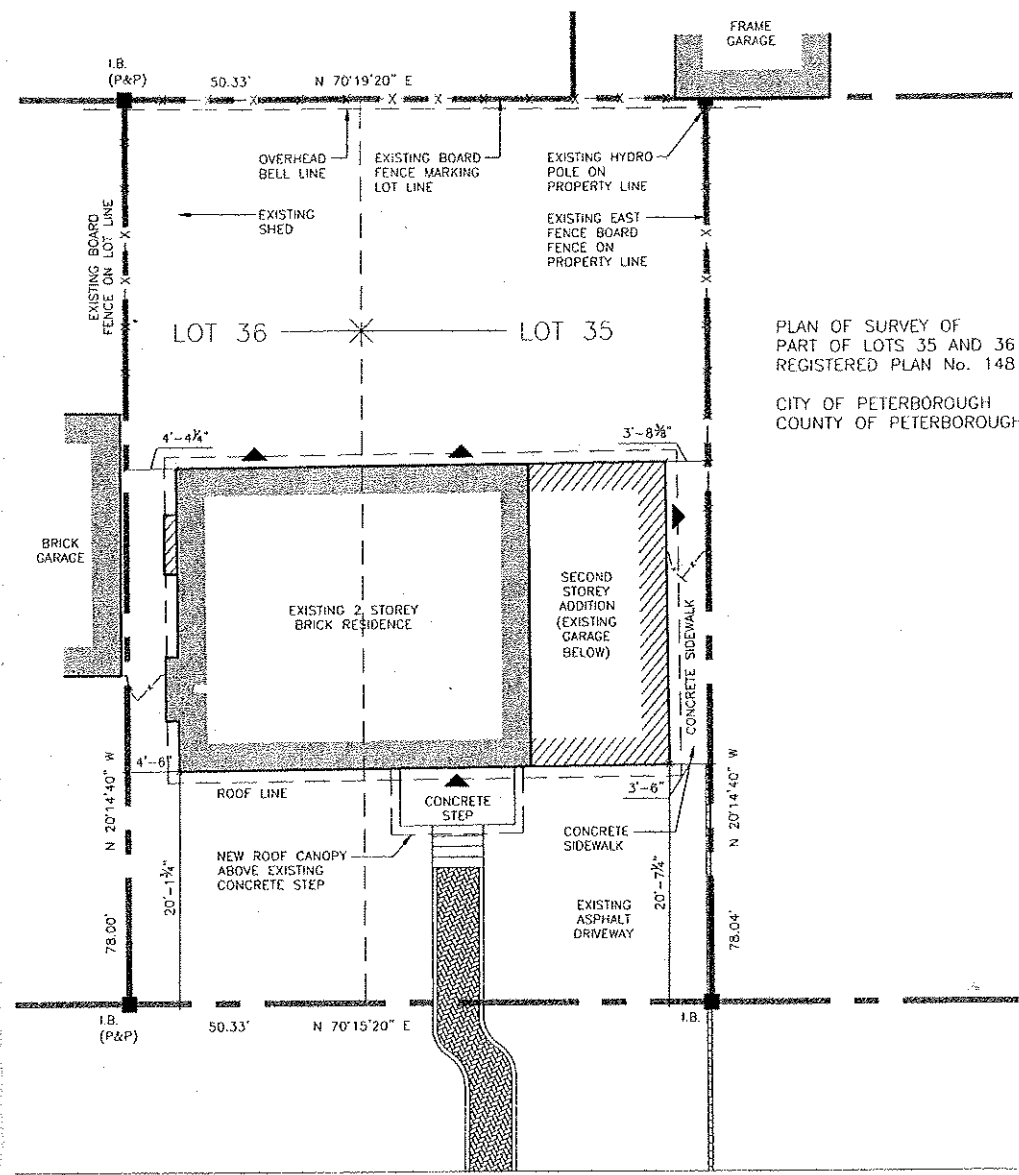 FRAME
GARAGE
I.B.
(P&P)
50.33'
N 70°19'20" E
OVERHEAD
BELL LINE
EXISTING BOARD
FENCE MARKING
LOT LINE
EXISTING HYDRO
POLE ON
PROPERTY LINE
EXISTING BOARD
FENCE ON LOT LINE
EXISTING
SHED
EXISTING EAST
FENCE BOARD
FENCE ON
PROPERTY LINE
LOT 36
LOT 35
PLAN OF SURVEY OF
PART OF LOTS 35 AND 36
REGISTERED PLAN No. 148
CITY OF PETERBOROUGH
COUNTY OF PETERBOROUGH
4'-4¼"
3'-8⅜"
BRICK
GARAGE
EXISTING 2 STOREY
BRICK RESIDENCE
SECOND
STOREY
ADDITION
(EXISTING
GARAGE
BELOW)
CONCRETE SIDEWALK
4'-6"
ROOF LINE
CONCRETE
STEP
3'-6"
N 20°14'40" W
78.00'
20'-1¾"
NEW ROOF CANOPY
ABOVE EXISTING
CONCRETE STEP
CONCRETE
SIDEWALK
EXISTING
ASPHALT
DRIVEWAY
20'-7¼"
N 20°14'40" W
78.04'
I.B.
(P&P)
50.33'
N 70°15'20" E
I.B.